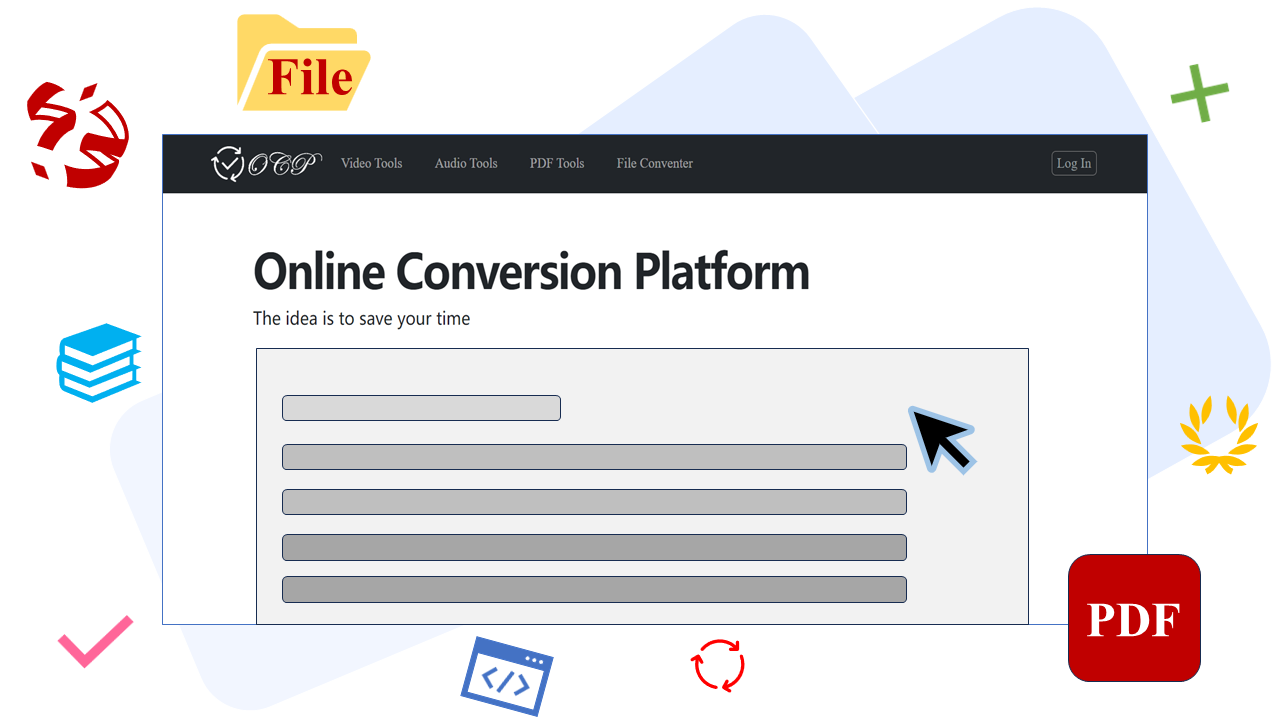 File
OCP Video Tools Audio Tools PDF Tools File Conventer Log In
Online Conversion Platform
The idea is to save your time
</>
PDF